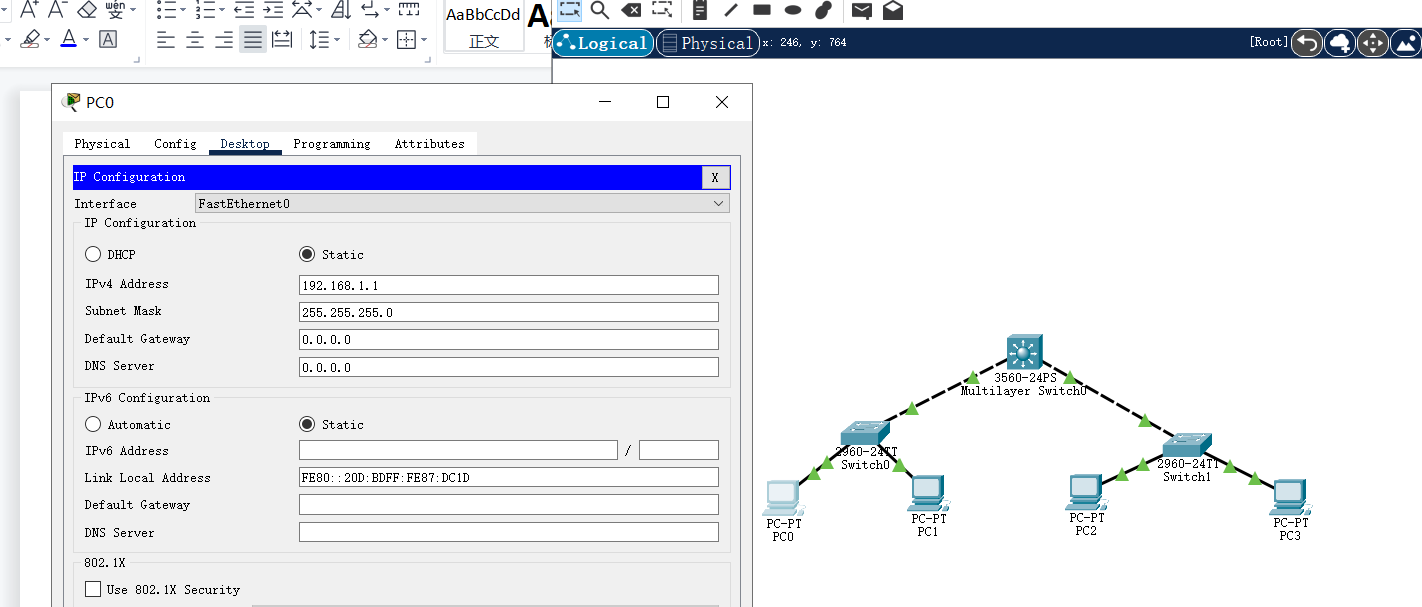 wén
A
AaBbCcDd
正文
Logical
Physical
x: 246, y: 764
[Root]
PC0
Physical
Config
Desktop
Programming
Attributes
IP Configuration
X
Interface
FastEthernet0
IP Configuration
DHCP
Static
IPv4 Address
192.168.1.1
Subnet Mask
255.255.255.0
Default Gateway
0.0.0.0
DNS Server
0.0.0.0
IPv6 Configuration
Automatic
Static
IPv6 Address
/
Link Local Address
FE80::20D:BDFF:FE87:DC1D
Default Gateway
DNS Server
802.1X
Use 802.1X Security
3560-24PS
Multilayer Switch0
2960-24TT
Switch0
2960-24TT
Switch1
PC-PT
PC0
PC-PT
PC1
PC-PT
PC2
PC-PT
PC3